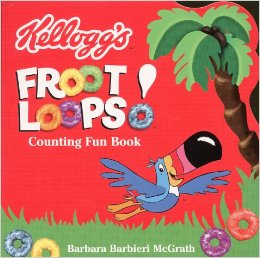 Kellogg's
FROOT
LOOPS!
Counting Fun Book
Barbara Barbieri McGrath